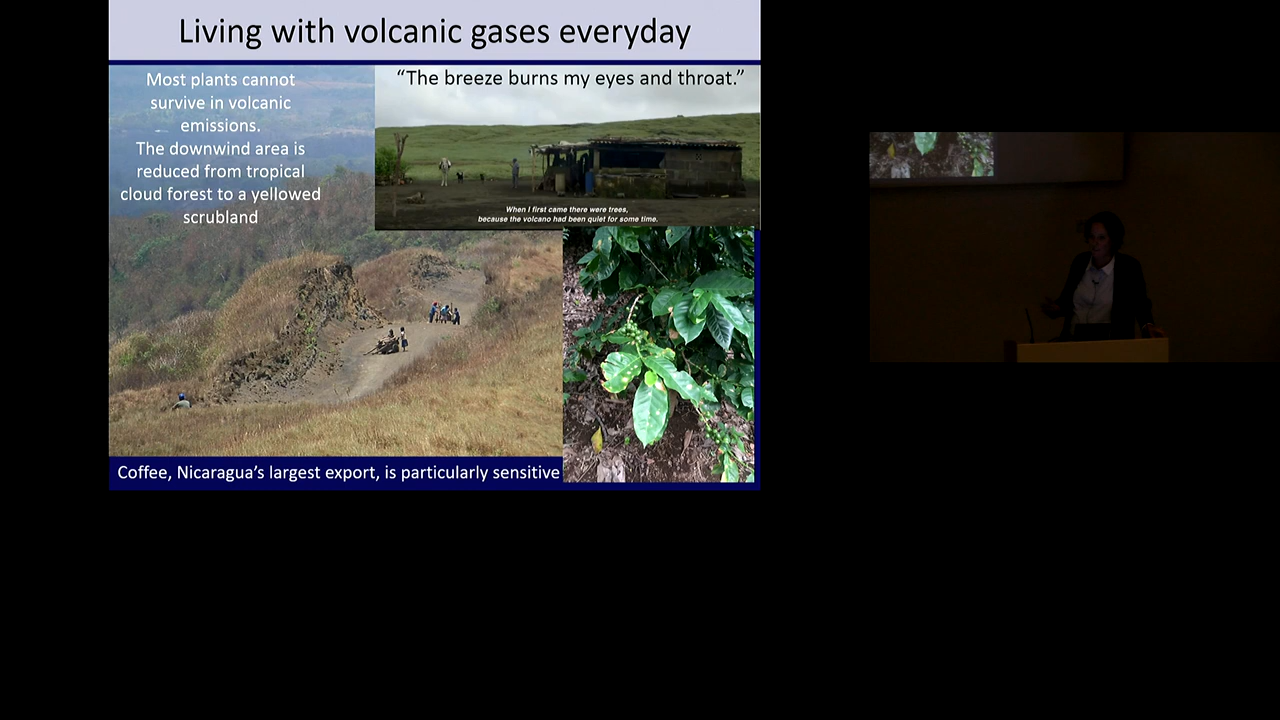 Living with volcanic gases everyday
Most plants cannot
survive in volcanic
emissions.
The downwind area is
reduced from tropical
cloud forest to a yellowed
scrubland
“The breeze burns my eyes and throat.”
When I first came there were trees,
because the volcano had been quiet for some time.
Coffee, Nicaragua’s largest export, is particularly sensitive